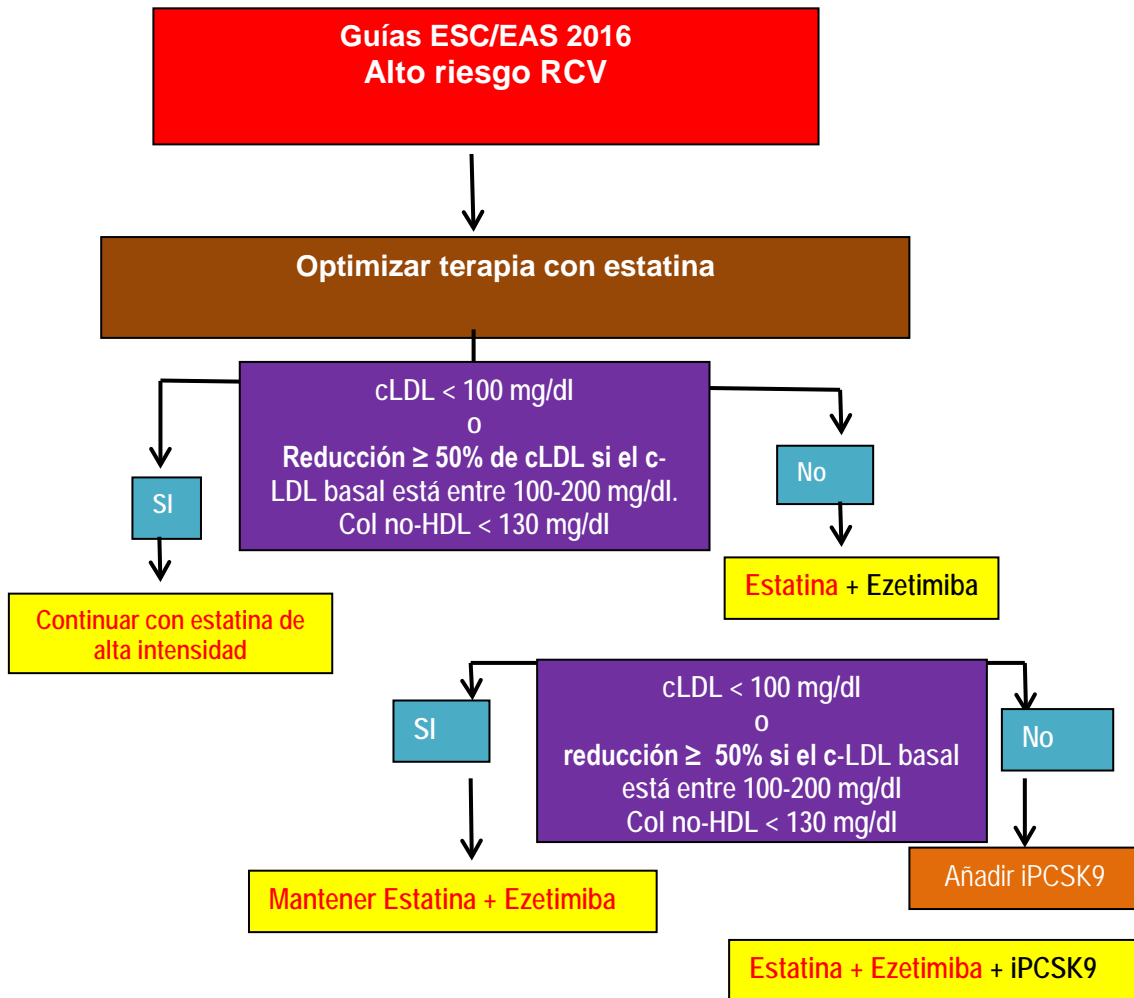 Guías ESC/EAS 2016
Alto riesgo RCV
Optimizar terapia con estatina
cLDL < 100 mg/dl
o
Reducción ≥ 50% de cLDL si el c-
LDL basal está entre 100-200 mg/dl.
Col no-HDL < 130 mg/dl
SI
No
Continuar con estatina de
alta intensidad
Estatina + Ezetimiba
cLDL < 100 mg/dl
o
reducción ≥ 50% si el c-LDL basal
está entre 100-200 mg/dl
Col no-HDL < 130 mg/dl
SI
No
Mantener Estatina + Ezetimiba
Añadir iPCSK9
Estatina + Ezetimiba + iPCSK9